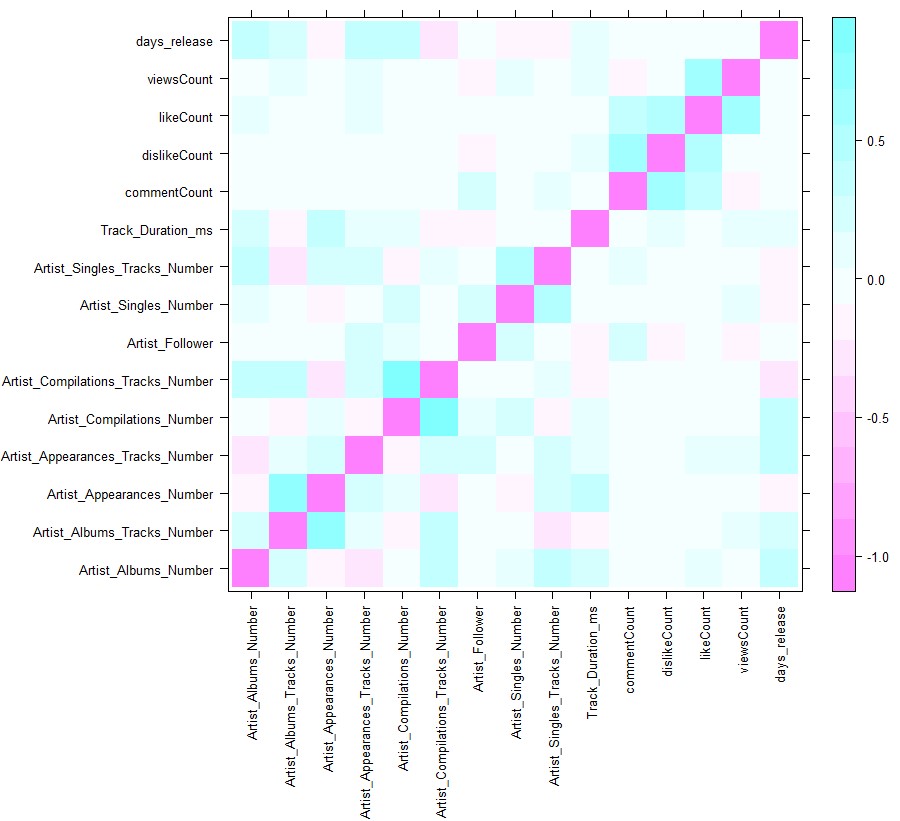 days_release
viewsCount
likeCount
dislikeCount
commentCount
Track_Duration_ms
Artist_Singles_Tracks_Number
Artist_Singles_Number
Artist_Follower
Artist_Compilations_Tracks_Number
Artist_Compilations_Number
Artist_Appearances_Tracks_Number
Artist_Appearances_Number
Artist_Albums_Tracks_Number
Artist_Albums_Number
Artist_Albums_Number
Artist_Albums_Tracks_Number
Artist_Appearances_Number
Artist_Appearances_Tracks_Number
Artist_Compilations_Number
Artist_Compilations_Tracks_Number
Artist_Follower
Artist_Singles_Number
Artist_Singles_Tracks_Number
Track_Duration_ms
commentCount
dislikeCount
likeCount
viewsCount
days_release
0.5
0.0
-0.5
-1.0